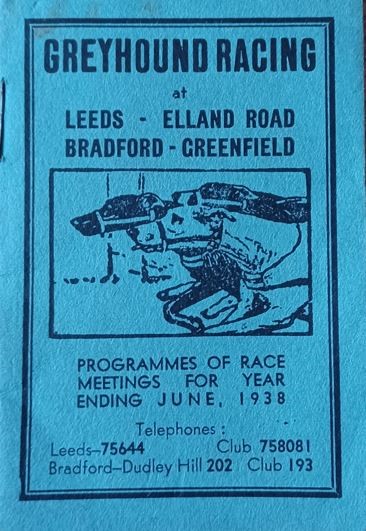 GREYHOUND RACING
at
LEEDS - ELLAND ROAD
BRADFORD - GREENFIELD
PROGRAMMES OF RACE
MEETINGS FOR YEAR
ENDING JUNE, 1938
Telephones :
Leeds–75644 Club 758081
Bradford–Dudley Hill 202 Club 193